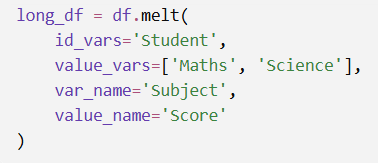 long_df = df.melt(
    id_vars='Student',
    value_vars=['Maths', 'Science'],
    var_name='Subject',
    value_name='Score'
)